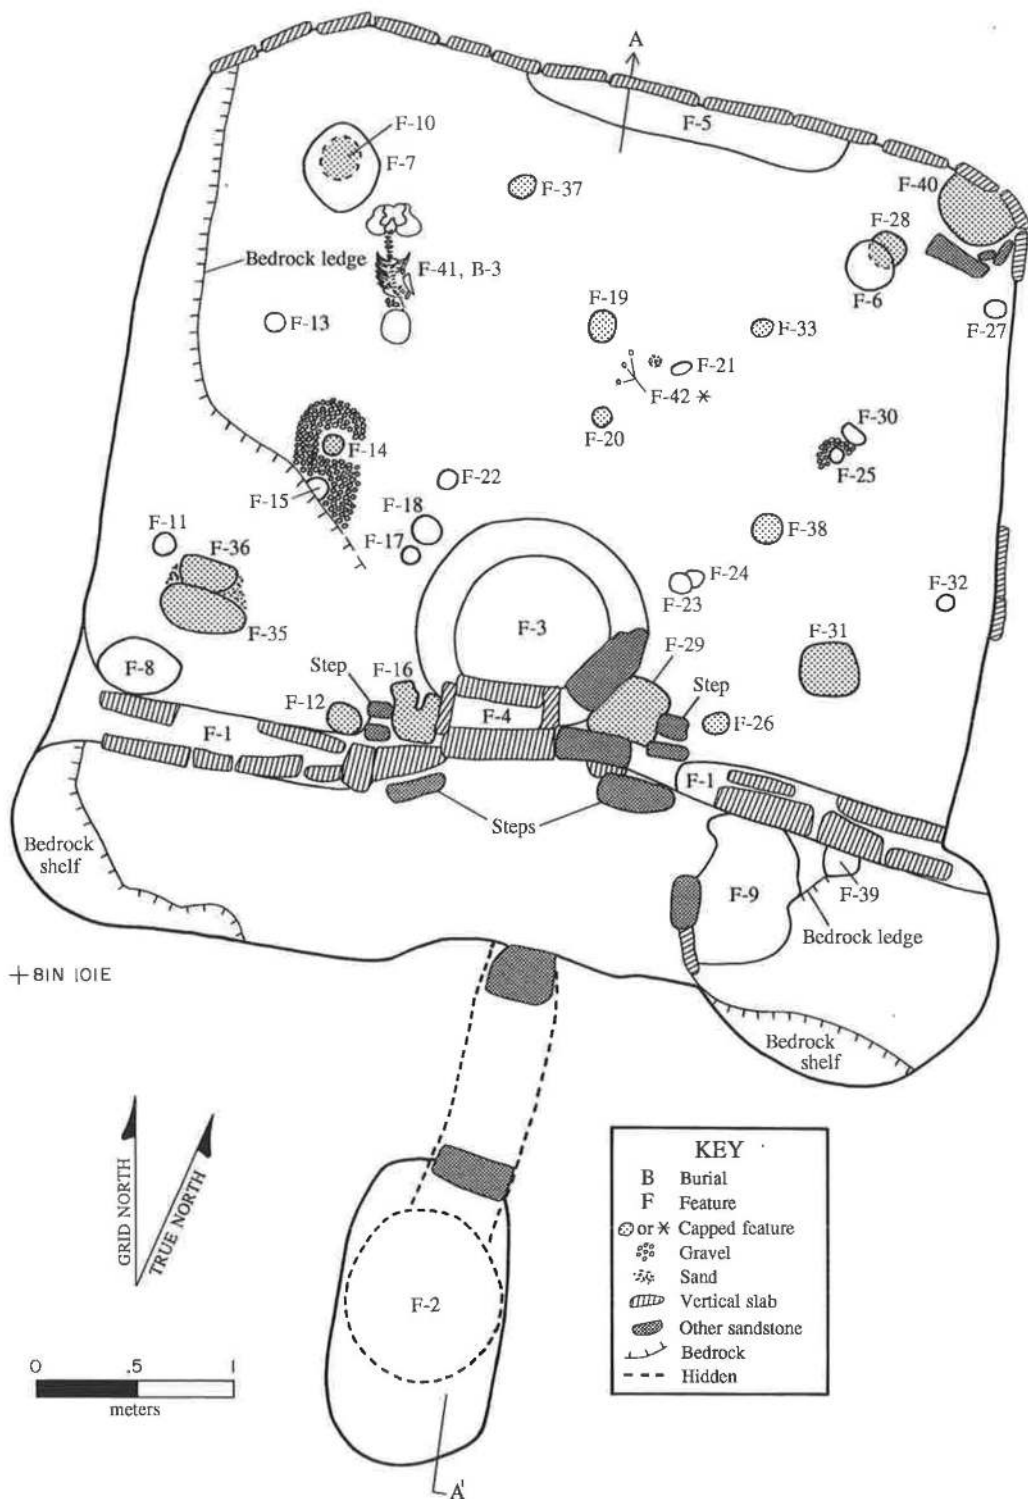 A
F-5
F-10
F-7
F-37
F-40
F-28
Bedrock ledge
F-41, B-3
F-6
F-19
F-13
F-33
F-27
F-21
F-42 *
F-20
F-30
F-14
F-25
F-22
F-15
F-18
F-11
F-36
F-17
F-38
F-24
F-32
F-23
F-3
F-35
F-31
F-29
Step
F-16
F-8
Step
F-12
F-4
F-26
F-1
F-1
Steps
Bedrock
shelf
F-9
F-39
Bedrock ledge
+ 81N 101E
Bedrock
shelf
GRID NORTH
TRUE NORTH
KEY
B Burial
F Feature
or * Capped feature
Gravel
Sand
Vertical slab
Other sandstone
Bedrock
Hidden
F-2
0 .5 1
meters
A'